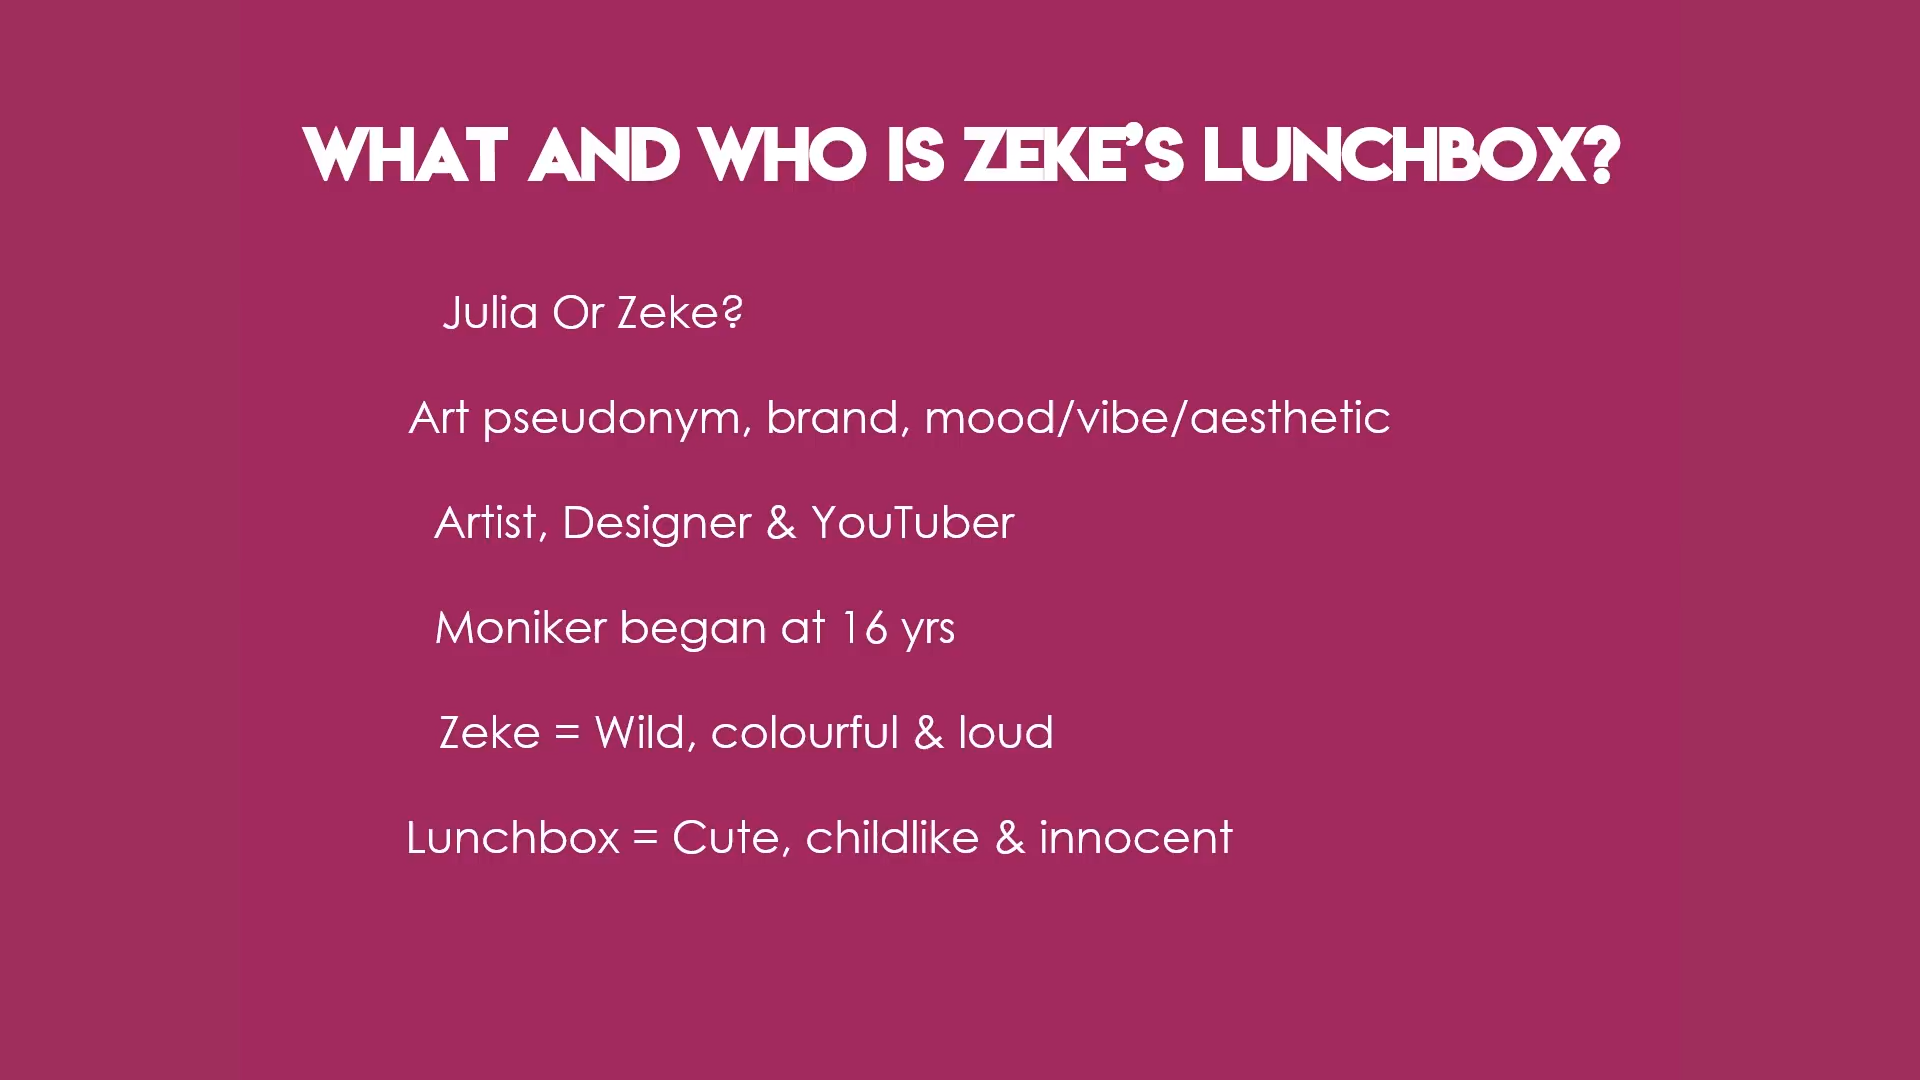 WHAT AND WHO IS ZEKE’S LUNCHBOX?
Julia Or Zeke?
Art pseudonym, brand, mood/vibe/aesthetic
Artist, Designer & YouTuber
Moniker began at 16 yrs
Zeke = Wild, colourful & loud
Lunchbox = Cute, childlike & innocent